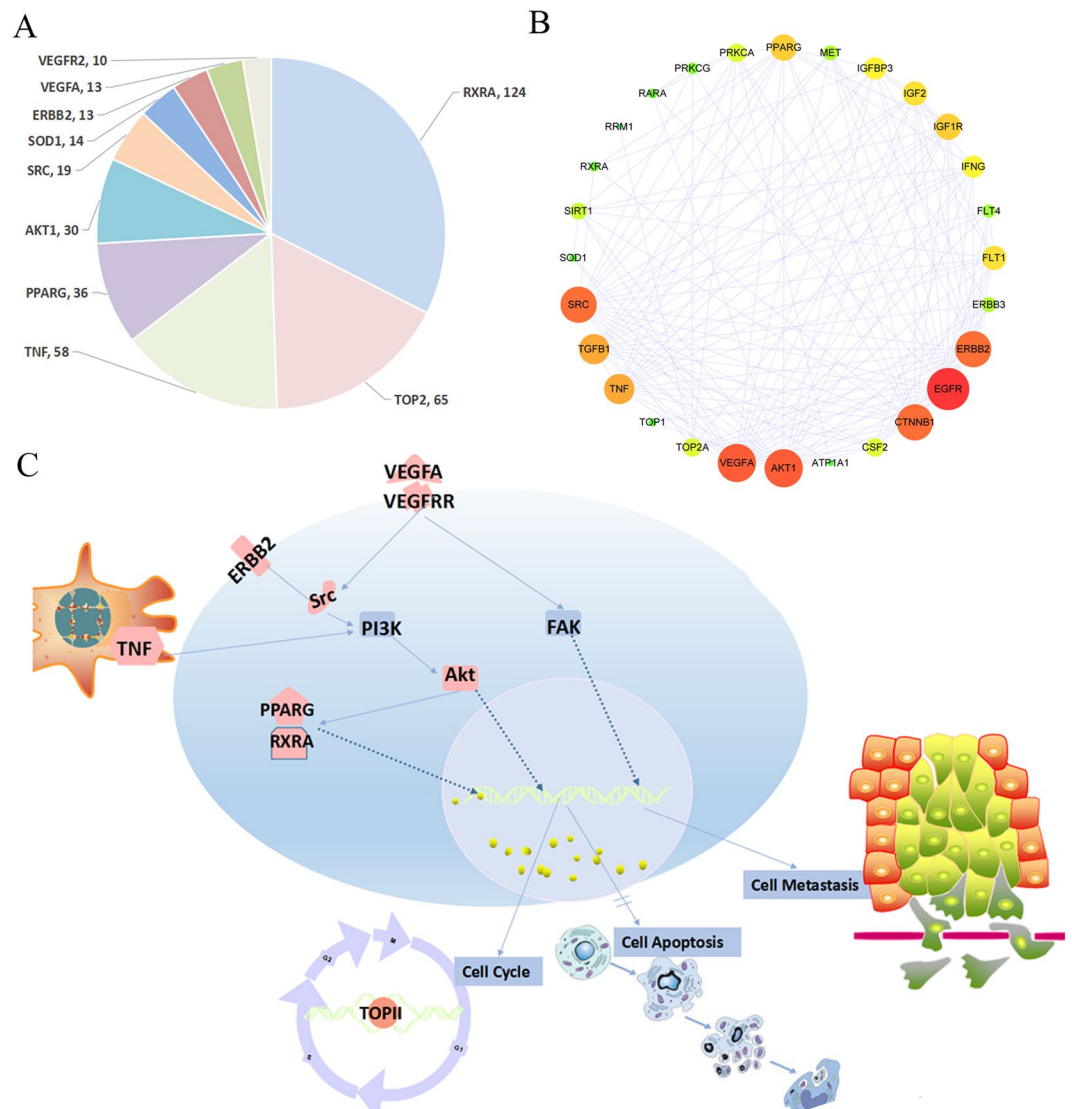 A
VEGFR2, 10
VEGFA, 13
ERBB2, 13
SOD1, 14
SRC, 19
AKT1, 30
PPARG, 36
TNF, 58
TOP2, 65
RXRA, 124
B
PPARG
MET
IGFBP3
IGF2
IGF1R
IFNG
FLT4
FLT1
ERBB3
ERBB2
EGFR
CTNNB1
CSF2
ATP1A1
AKT1
VEGFA
TOP2A
TOP1
TNF
TGFB1
SRC
SOD1
SIRT1
RXRA
RRM1
RARA
PRKCG
PRKCA
C
VEGFA
VEGFRR
ERBB2
Src
TNF
PI3K
FAK
Akt
PPARG
RXRA
Cell Metastasis
Cell Apoptosis
Cell Cycle
G2
M
TOPII
S
G1